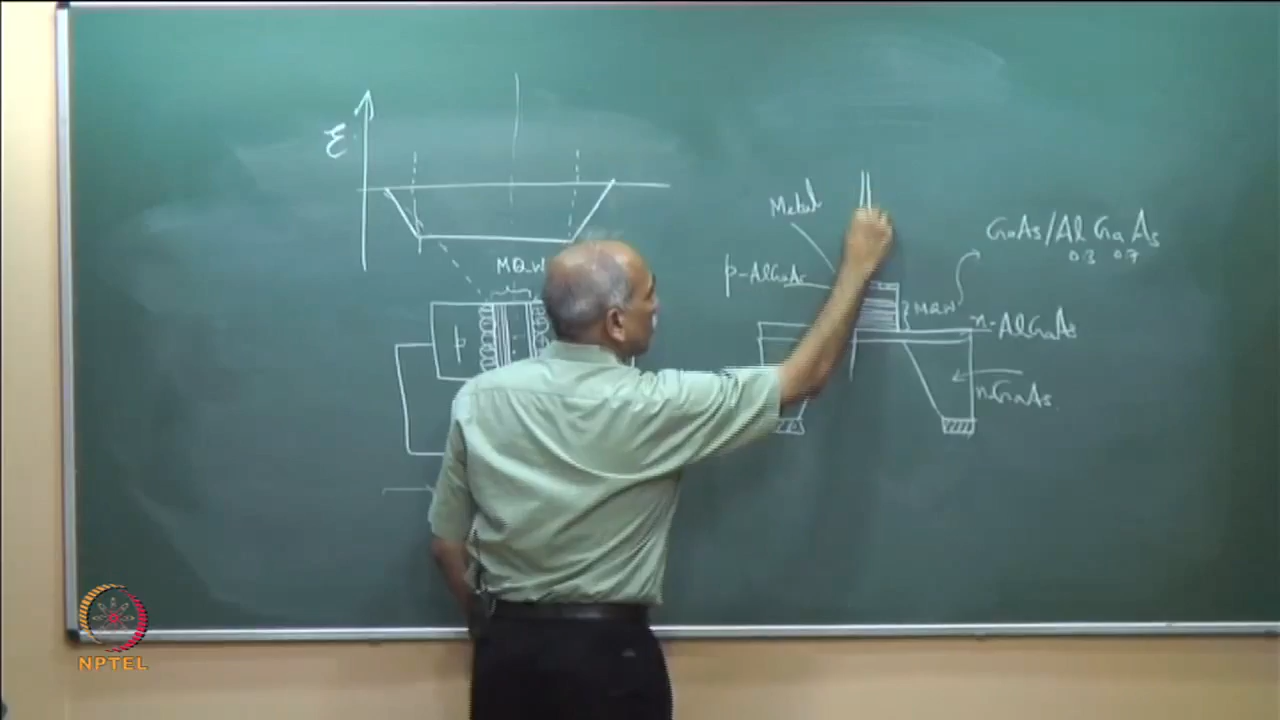 ℰ
MQW
p
Metal
p-AlGaAs
MQW
GaAs/Al Ga As
0.3 0.7
n-AlGaAs
nGaAs
NPTEL